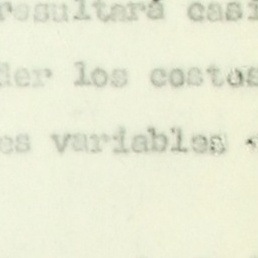 resultará casi
der los costos
es variables